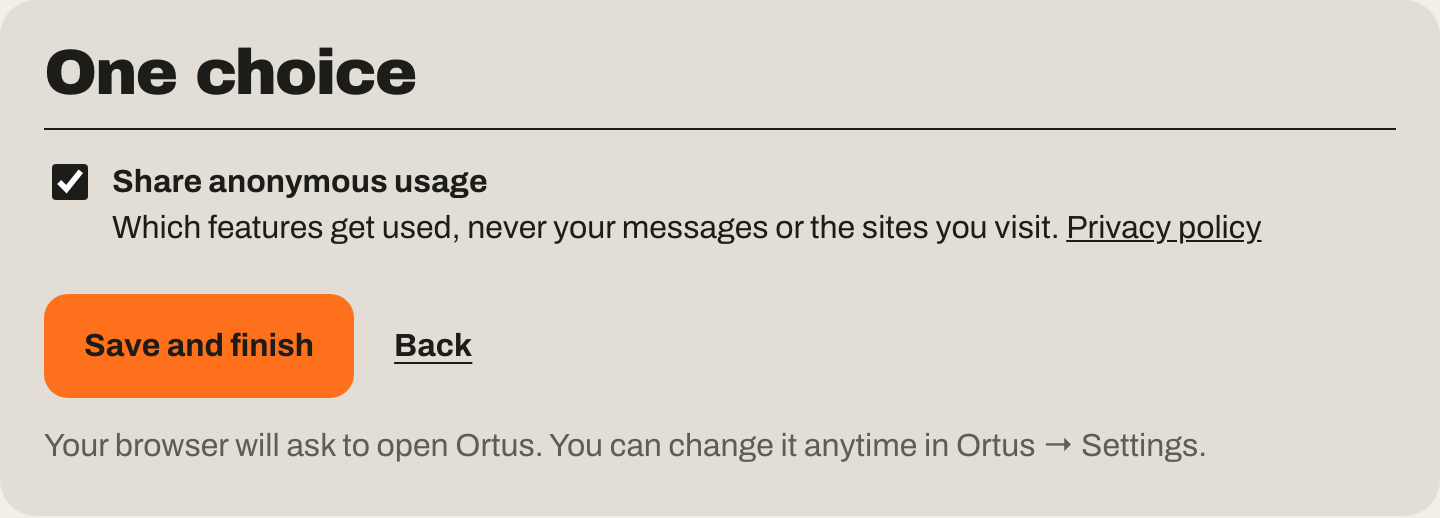 One choice
Share anonymous usage
Which features get used, never your messages or the sites you visit. Privacy policy
Save and finish
Back
Your browser will ask to open Ortus. You can change it anytime in Ortus → Settings.